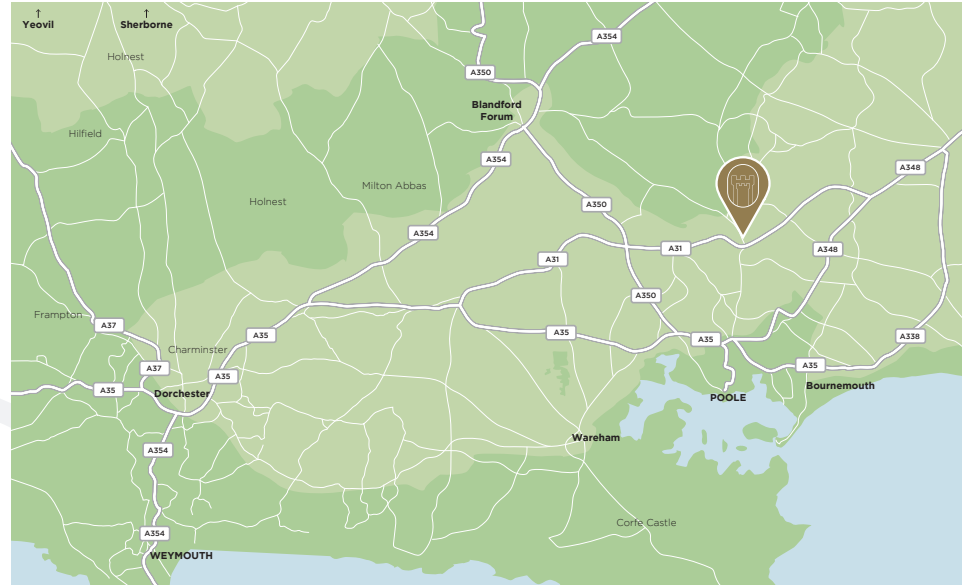 ↑
Yeovil
↑
Sherborne
Holnest
A354
A350
Blandford
Forum
Hilfield
A354
A348
Milton Abbas
Holnest
A350
A354
A31
A348
A31
A350
Frampton
A37
A35
A35
A35
A338
Charminster
A37
A35
A35
A35
Dorchester
Bournemouth
POOLE
Wareham
A354
Corfe Castle
A354
WEYMOUTH